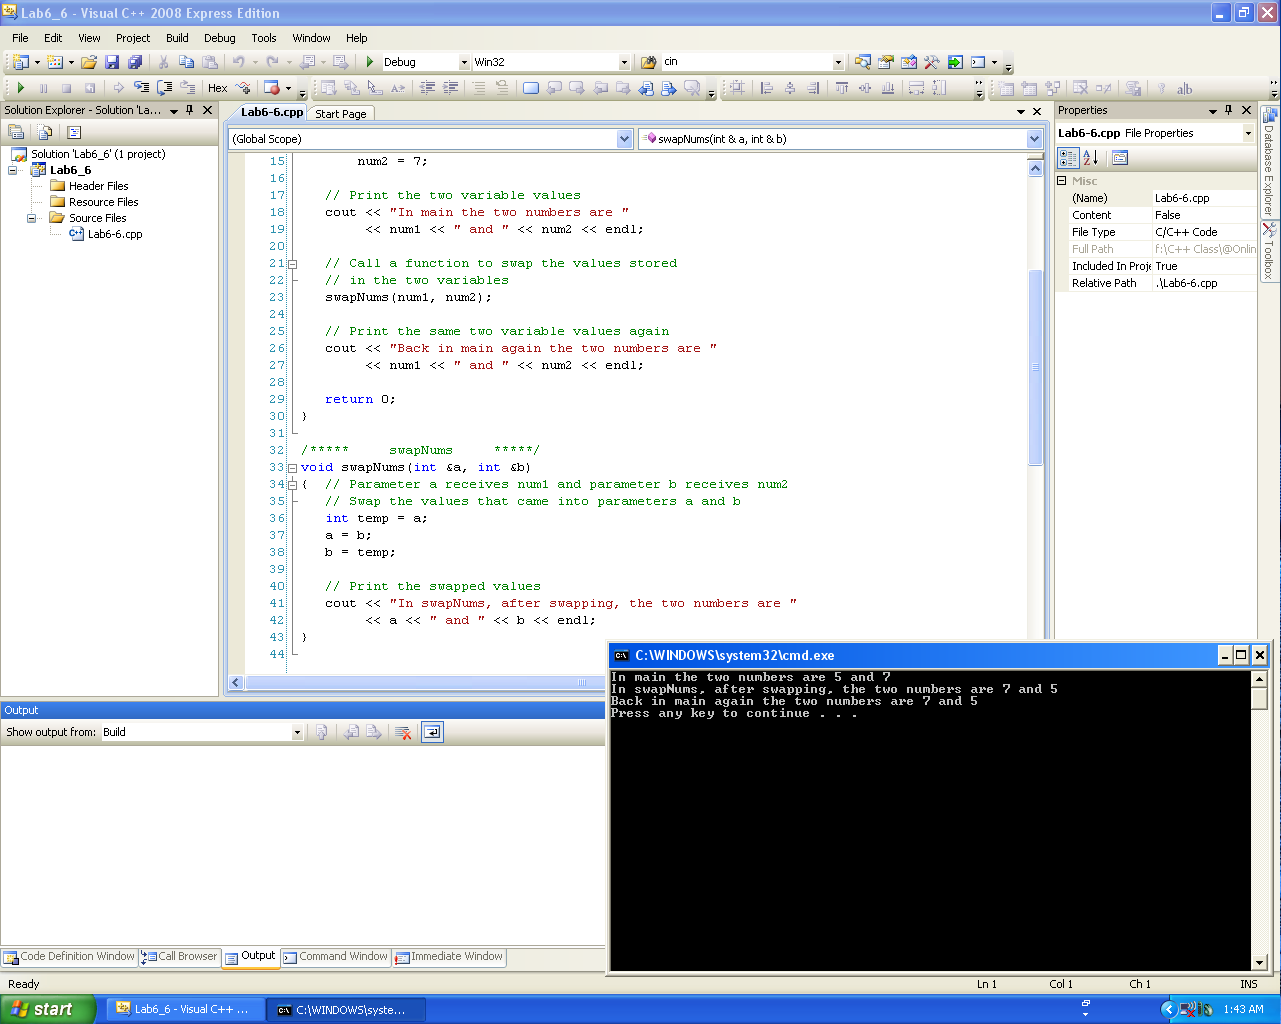 Lab6_6 - Visual C++ 2008 Express Edition
File Edit View Project Build Debug Tools Window Help
Debug Win32 cin
Hex
Solution Explorer - Solution 'La...
Solution 'Lab6_6' (1 project)
Lab6_6
Header Files
Resource Files
Source Files
Lab6-6.cpp
Lab6-6.cpp Start Page
(Global Scope) swapNums(int & a, int & b)
15 num2 = 7;
16
17 // Print the two variable values
18 cout << "In main the two numbers are "
19 << num1 << " and " << num2 << endl;
20
21 // Call a function to swap the values stored
22 // in the two variables
23 swapNums(num1, num2);
24
25 // Print the same two variable values again
26 cout << "Back in main again the two numbers are "
27 << num1 << " and " << num2 << endl;
28
29 return 0;
30 }
31
32 /***** swapNums *****/
33 void swapNums(int &a, int &b)
34 { // Parameter a receives num1 and parameter b receives num2
35 // Swap the values that came into parameters a and b
36 int temp = a;
37 a = b;
38 b = temp;
39
40 // Print the swapped values
41 cout << "In swapNums, after swapping, the two numbers are "
42 << a << " and " << b << endl;
43 }
44
Properties
Lab6-6.cpp File Properties
Misc
(Name) Lab6-6.cpp
Content False
File Type C/C++ Code
Full Path f:\C++ Class\@Onlin
Included In Proj True
Relative Path .\Lab6-6.cpp
Database Explorer
Toolbox
Output
Show output from: Build
C:\WINDOWS\system32\cmd.exe
In main the two numbers are 5 and 7
In swapNums, after swapping, the two numbers are 7 and 5
Back in main again the two numbers are 7 and 5
Press any key to continue . . .
Code Definition Window Call Browser Output Command Window Immediate Window
Ready Ln 1 Col 1 Ch 1 INS
start Lab6_6 - Visual C++ ... C:\WINDOWS\syste... 1:43 AM